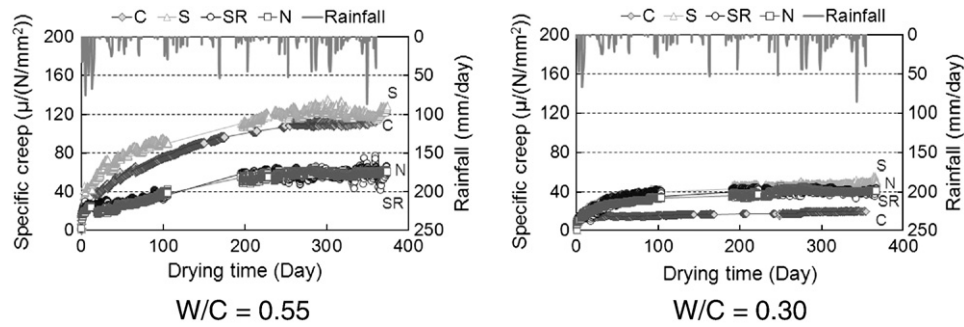 C S SR N Rainfall
200 0
160 50
120 100
80 150
40 200
0 250
0 100 200 300 400
Specific creep (μ/(N/mm²))
Rainfall (mm/day)
Drying time (Day)
S
C
N
SR
W/C = 0.55
C S SR N Rainfall
200 0
160 50
120 100
80 150
40 200
0 250
0 100 200 300 400
Specific creep (μ/(N/mm²))
Rainfall (mm/day)
Drying time (Day)
S
N
SR
C
W/C = 0.30